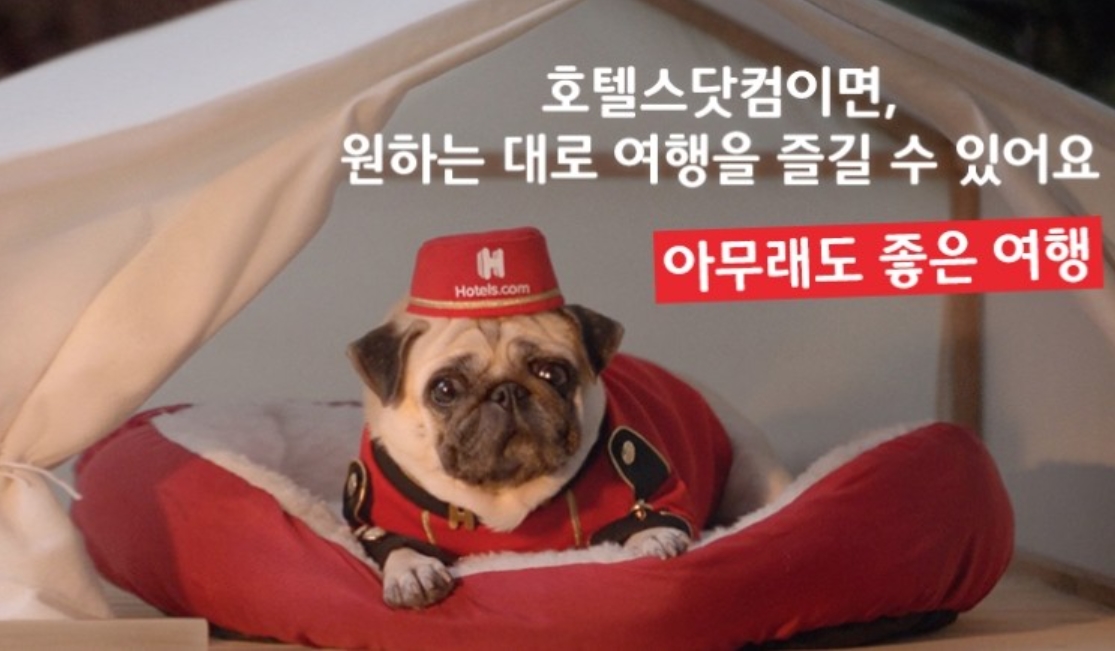 호텔스닷컴이면,
원하는 대로 여행을 즐길 수 있어요
아무래도 좋은 여행
H
Hotels.com
H